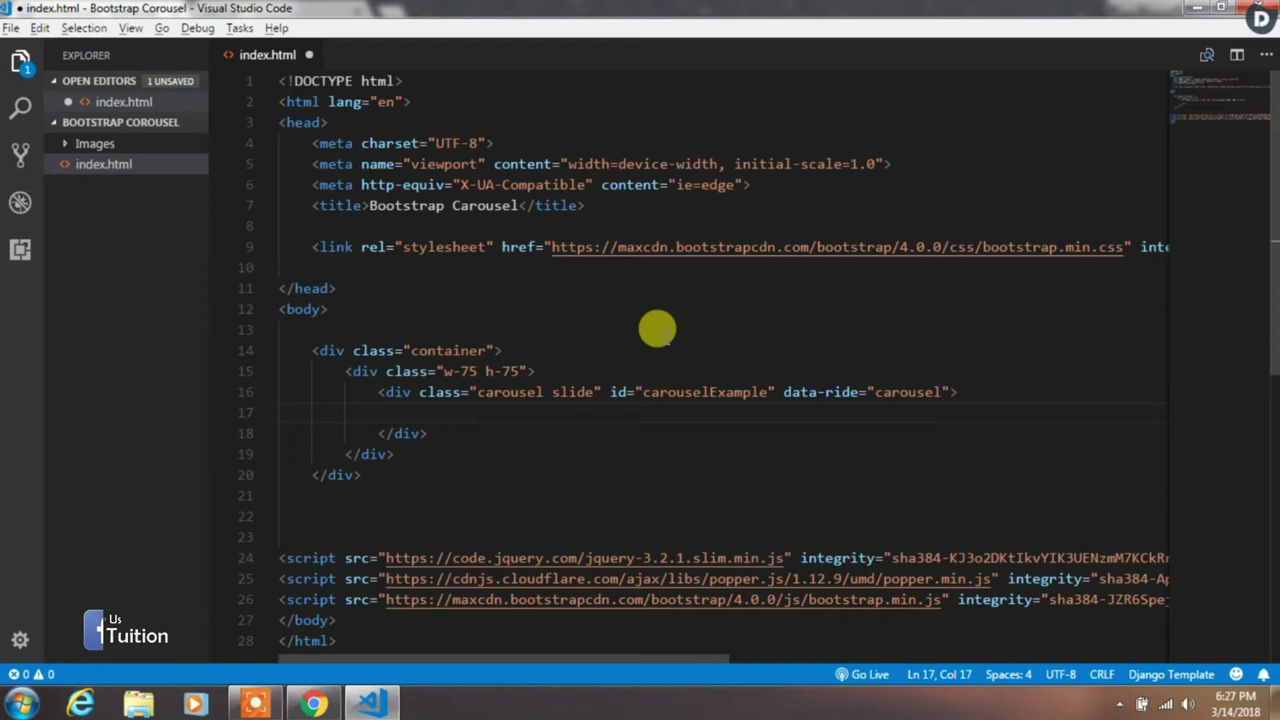 index.html - Bootstrap Corousel - Visual Studio Code
File Edit Selection View Go Debug Tasks Help
D
EXPLORER
OPEN EDITORS 1 UNSAVED
index.html
BOOTSTRAP COROUSEL
Images
index.html
1
index.html
1 <!DOCTYPE html>
2 <html lang="en">
3 <head>
4 <meta charset="UTF-8">
5 <meta name="viewport" content="width=device-width, initial-scale=1.0">
6 <meta http-equiv="X-UA-Compatible" content="ie=edge">
7 <title>Bootstrap Carousel</title>
8
9 <link rel="stylesheet" href="https://maxcdn.bootstrapcdn.com/bootstrap/4.0.0/css/bootstrap.min.css" inte
10
11 </head>
12 <body>
13
14 <div class="container">
15 <div class="w-75 h-75">
16 <div class="carousel slide" id="carouselExample" data-ride="carousel">
17
18 </div>
19 </div>
20 </div>
21
22
23
24 <script src="https://code.jquery.com/jquery-3.2.1.slim.min.js" integrity="sha384-KJ3o2DKtIkvYIK3UENzmM7KCkRr
25 <script src="https://cdnjs.cloudflare.com/ajax/libs/popper.js/1.12.9/umd/popper.min.js" integrity="sha384-Ap
26 <script src="https://maxcdn.bootstrapcdn.com/bootstrap/4.0.0/js/bootstrap.min.js" integrity="sha384-JZR6Spe
27 </body>
28 </html>
Us
Tuition
0 0
Go Live Ln 17, Col 17 Spaces: 4 UTF-8 CRLF Django Template
6:27 PM
3/14/2018